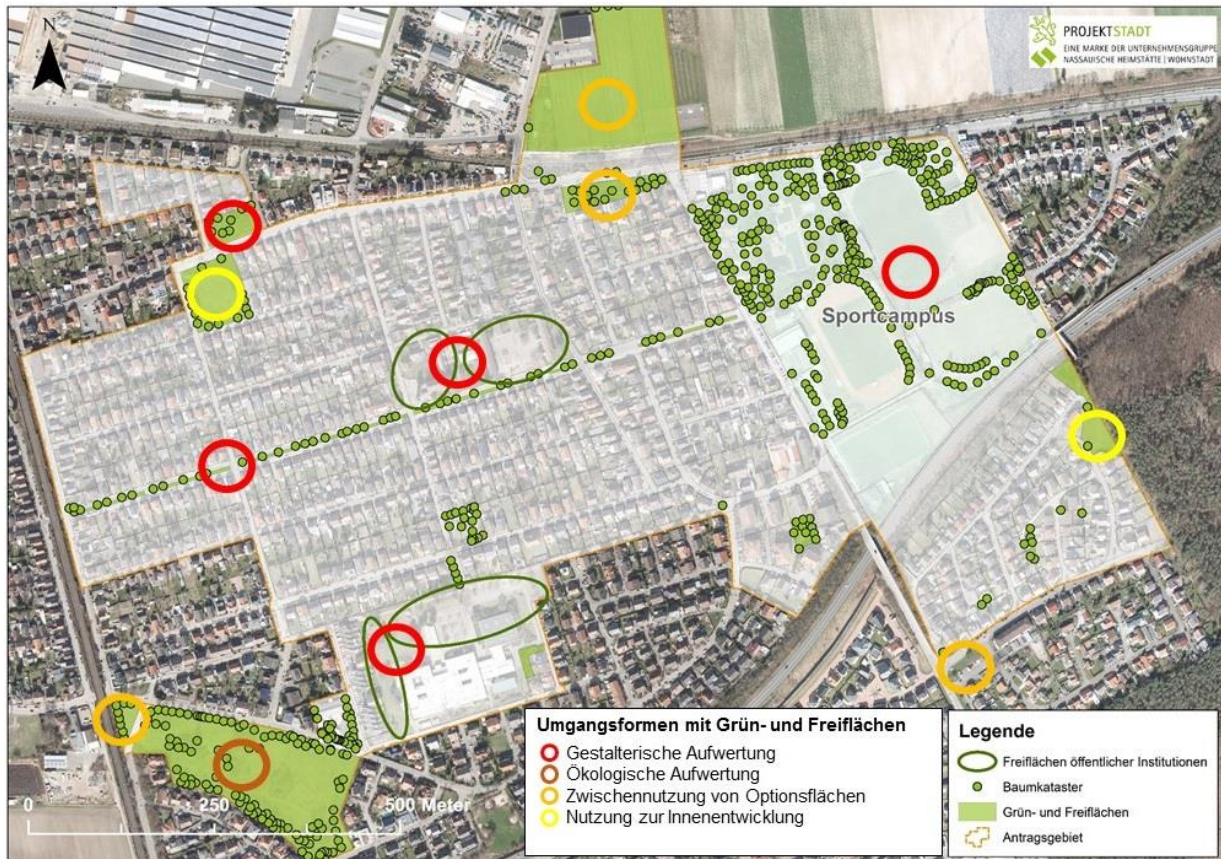 N
PROJEKTSTADT
EINE MARKE DER UNTERNEHMENSGRUPPE
NASSAUISCHE HEIMSTÄTTE | WOHNSTADT
Sportcampus
0 250 500 Meter
Umgangsformen mit Grün- und Freiflächen
Gestalterische Aufwertung
Ökologische Aufwertung
Zwischennutzung von Optionsflächen
Nutzung zur Innenentwicklung
Legende
Freiflächen öffentlicher Institutionen
Baumkataster
Grün- und Freiflächen
Antragsgebiet